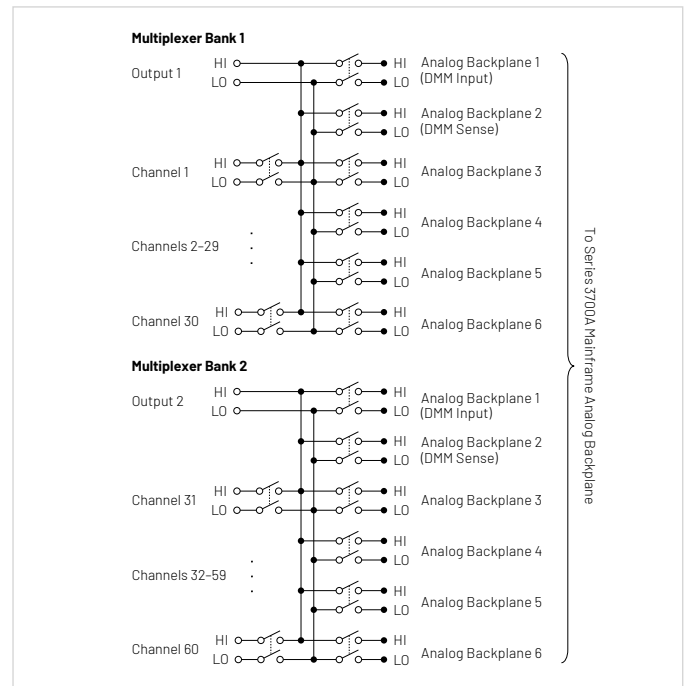 Multiplexer Bank 1
Output 1
HI
LO
HI
LO
Analog Backplane 1
(DMM Input)
HI
LO
Analog Backplane 2
(DMM Sense)
Channel 1
HI
LO
HI
LO
Analog Backplane 3
HI
LO
Analog Backplane 4
Channels 2–29
HI
LO
Analog Backplane 5
Channel 30
HI
LO
HI
LO
Analog Backplane 6
Multiplexer Bank 2
Output 2
HI
LO
HI
LO
Analog Backplane 1
(DMM Input)
HI
LO
Analog Backplane 2
(DMM Sense)
Channel 31
HI
LO
HI
LO
Analog Backplane 3
HI
LO
Analog Backplane 4
Channels 32–59
HI
LO
Analog Backplane 5
Channel 60
HI
LO
HI
LO
Analog Backplane 6
To Series 3700A Mainframe Analog Backplane